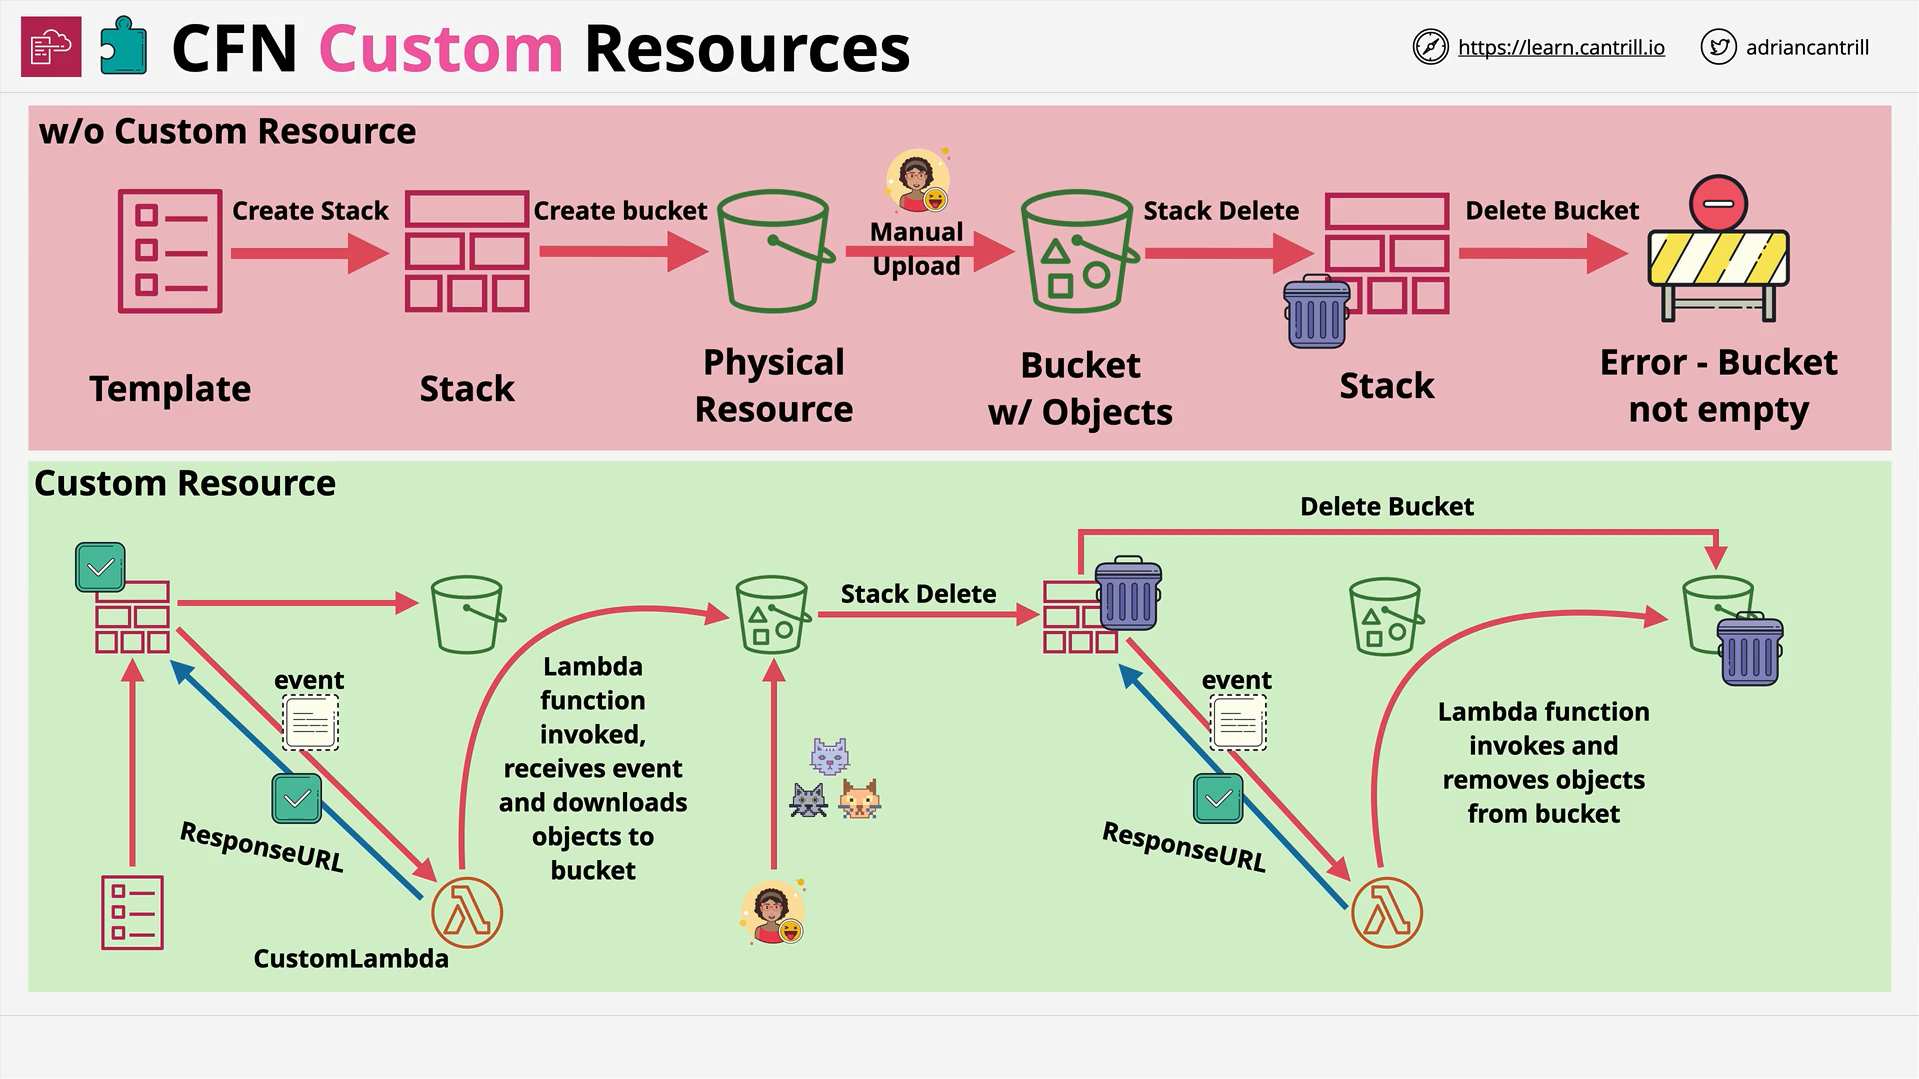 CFN Custom Resources
https://learn.cantrill.io
adriancantrill
w/o Custom Resource
Create Stack
Create bucket
Manual
Upload
Stack Delete
Delete Bucket
Template
Stack
Physical
Resource
Bucket
w/ Objects
Stack
Error - Bucket
not empty
Custom Resource
Delete Bucket
Stack Delete
event
ResponseURL
CustomLambda
Lambda
function
invoked,
receives event
and downloads
objects to
bucket
event
ResponseURL
Lambda function
invokes and
removes objects
from bucket